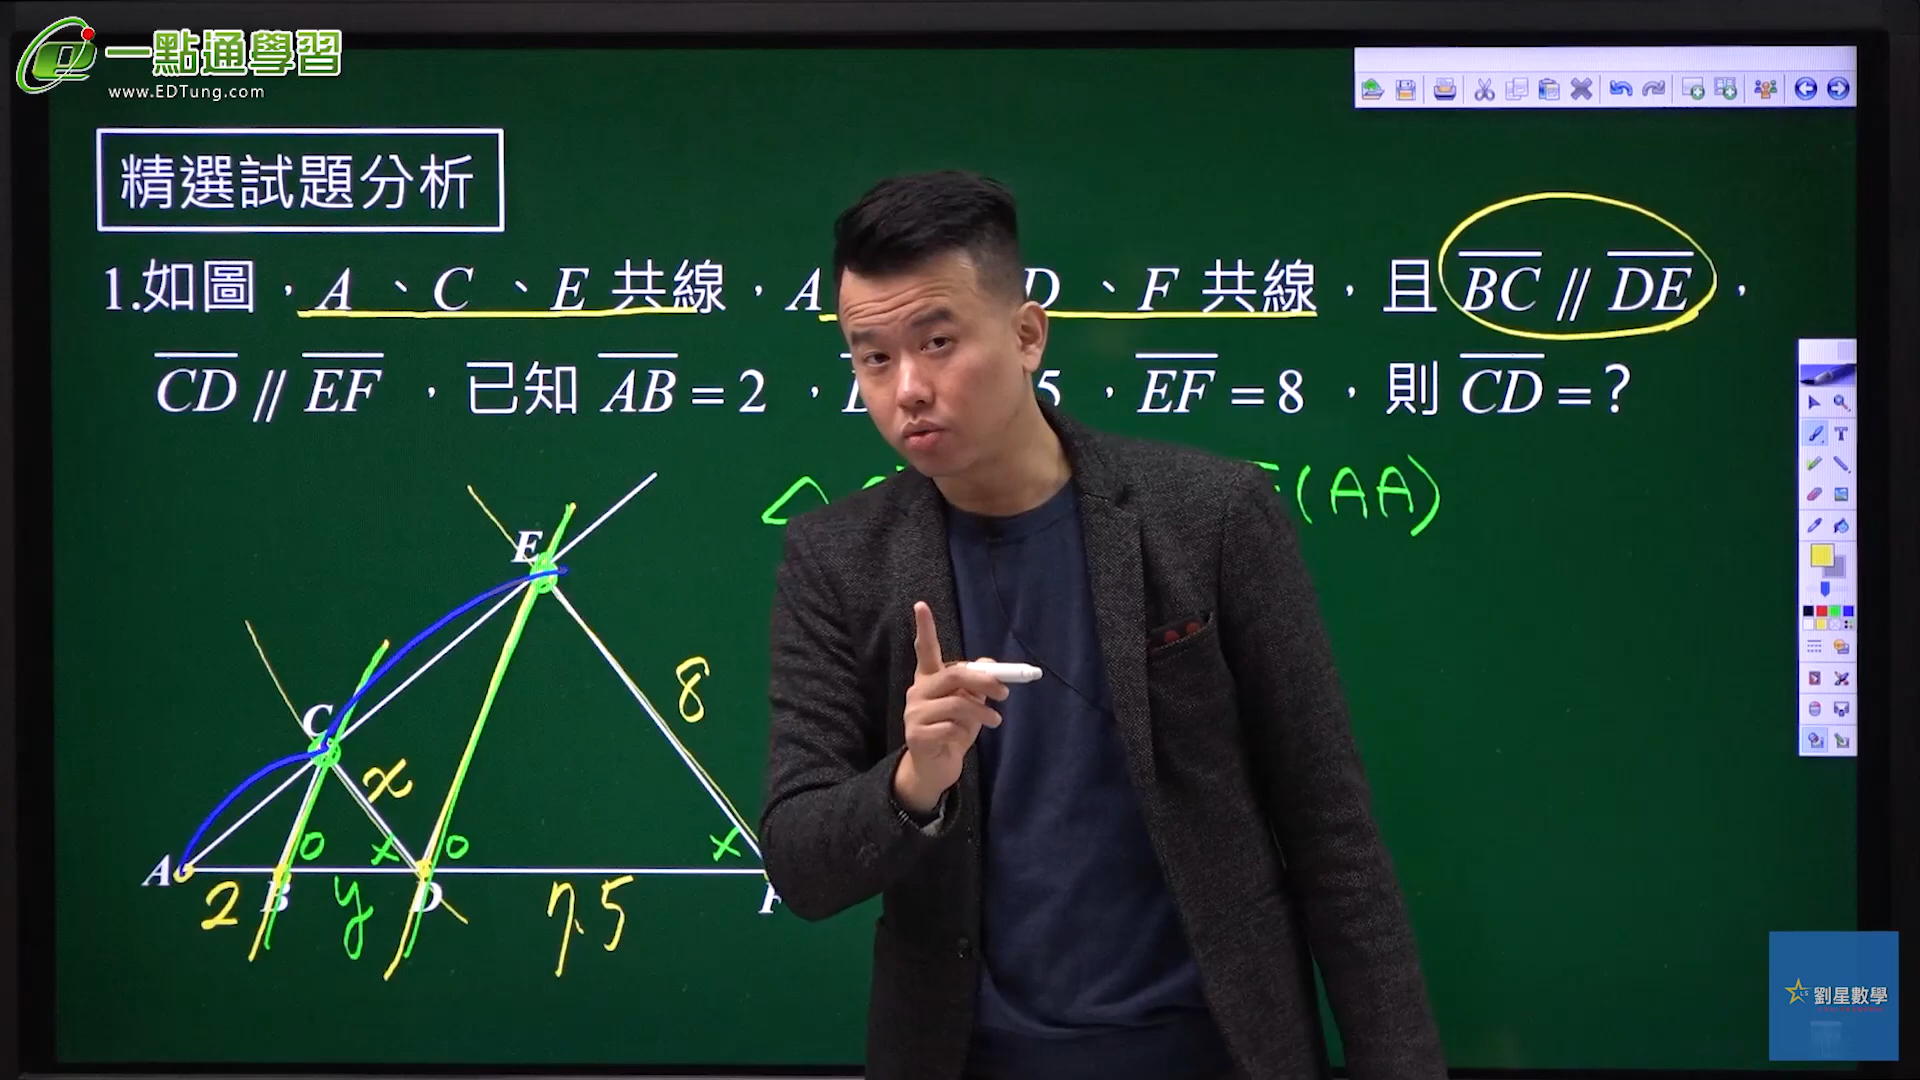 一點通學習
www.EDTung.com
精選試題分析
1.如圖，A、C、E 共線，A D、F 共線，且 BC // DE，
CD // EF，已知 AB = 2， 5，EF = 8，則 CD = ?
(AA)
E
8
C
x
O × O ×
A B D
2 y 7.5
劉星數學